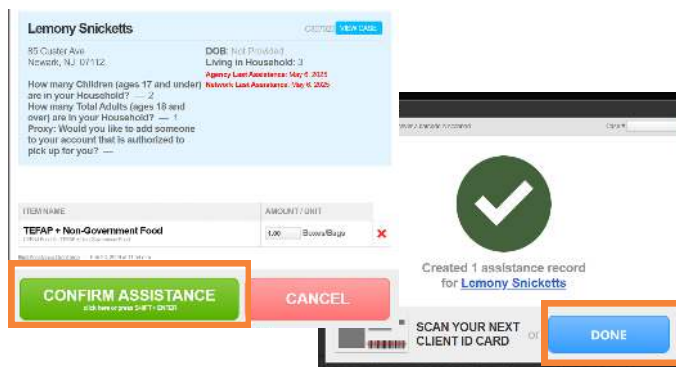 Lemony Snicketts
VIEW CASE
85 Custer Ave
Newark, NJ 07112
DOB: Not Provided
Living in Household: 3
Agency Last Assistance: May 6, 2025
Network Last Assistance: May 6, 2025
How many Children (ages 17 and under)
are in your Household? — 2
How many Total Adults (ages 18 and
over) are in your Household? — 1
Proxy: Would you like to add someone
to your account that is authorized to
pick up for you? —
ITEM NAME
AMOUNT / UNIT
TEFAP + Non-Government Food
1.00 Boxes/Bags
CONFIRM ASSISTANCE
click here or press SHIFT + ENTER
CANCEL
Created 1 assistance record
for Lemony Snicketts
SCAN YOUR NEXT
CLIENT ID CARD
or
DONE